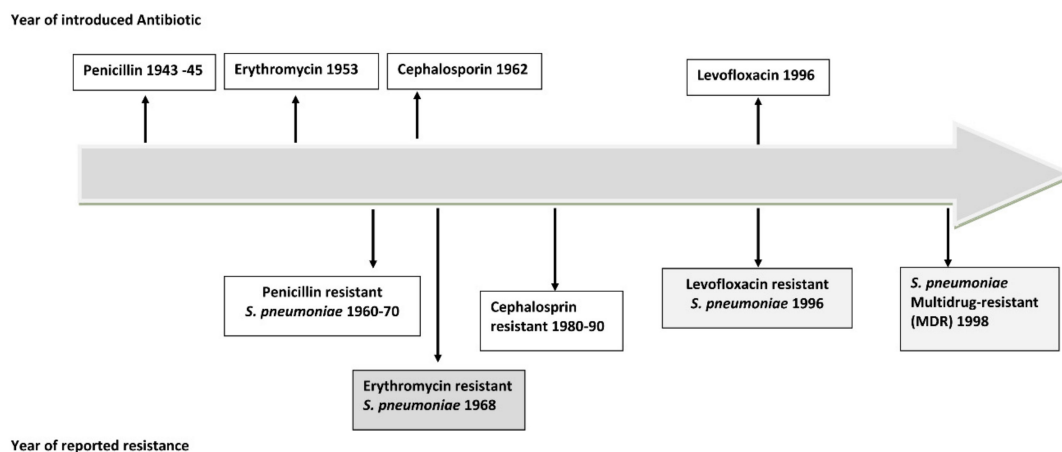 Year of introduced Antibiotic
Penicillin 1943 -45
Erythromycin 1953
Cephalosporin 1962
Levofloxacin 1996
Penicillin resistant
S. pneumoniae 1960-70
Erythromycin resistant
S. pneumoniae 1968
Cephalosprin
resistant 1980-90
Levofloxacin resistant
S. pneumoniae 1996
S. pneumoniae
Multidrug-resistant
(MDR) 1998
Year of reported resistance